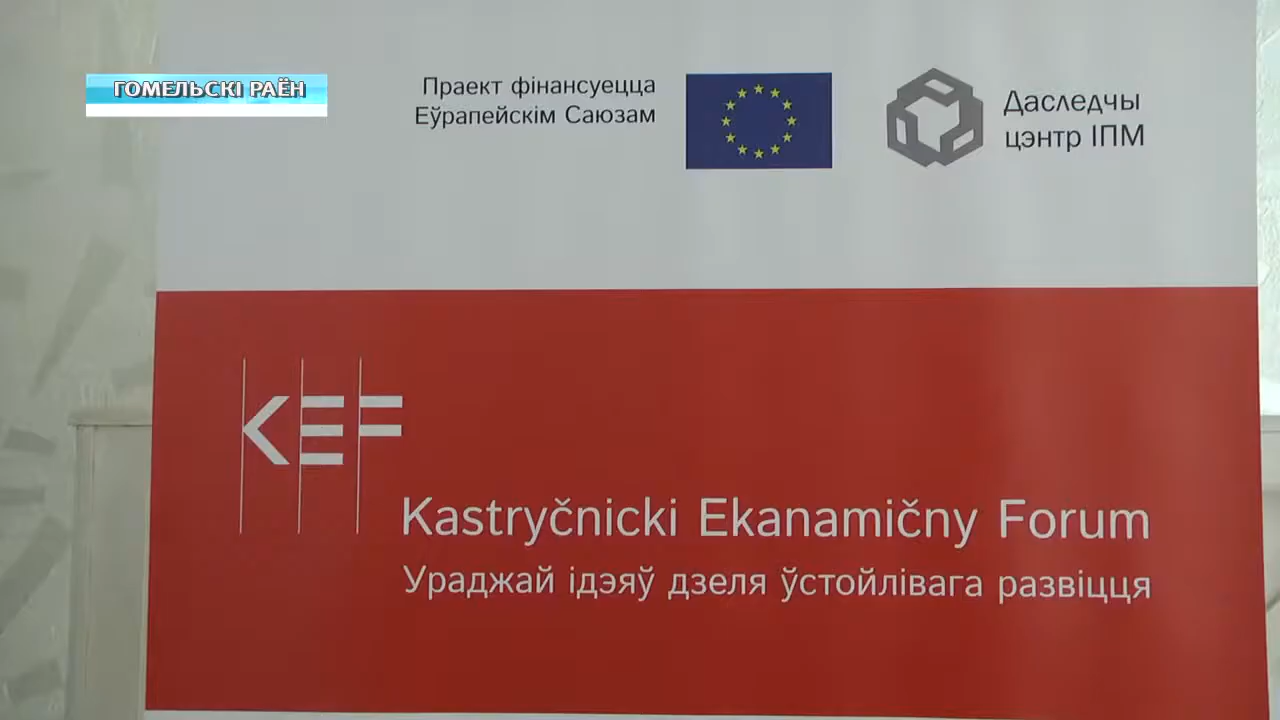 ГОМЕЛЬСКІ РАЁН
Праект фінансуецца
Еўрапейскім Саюзам
Даследчы
цэнтр ІПМ
KEF
Kastryčnicki Ekanamičny Forum
Ураджай ідэяў дзеля ўстойлівага развіцця